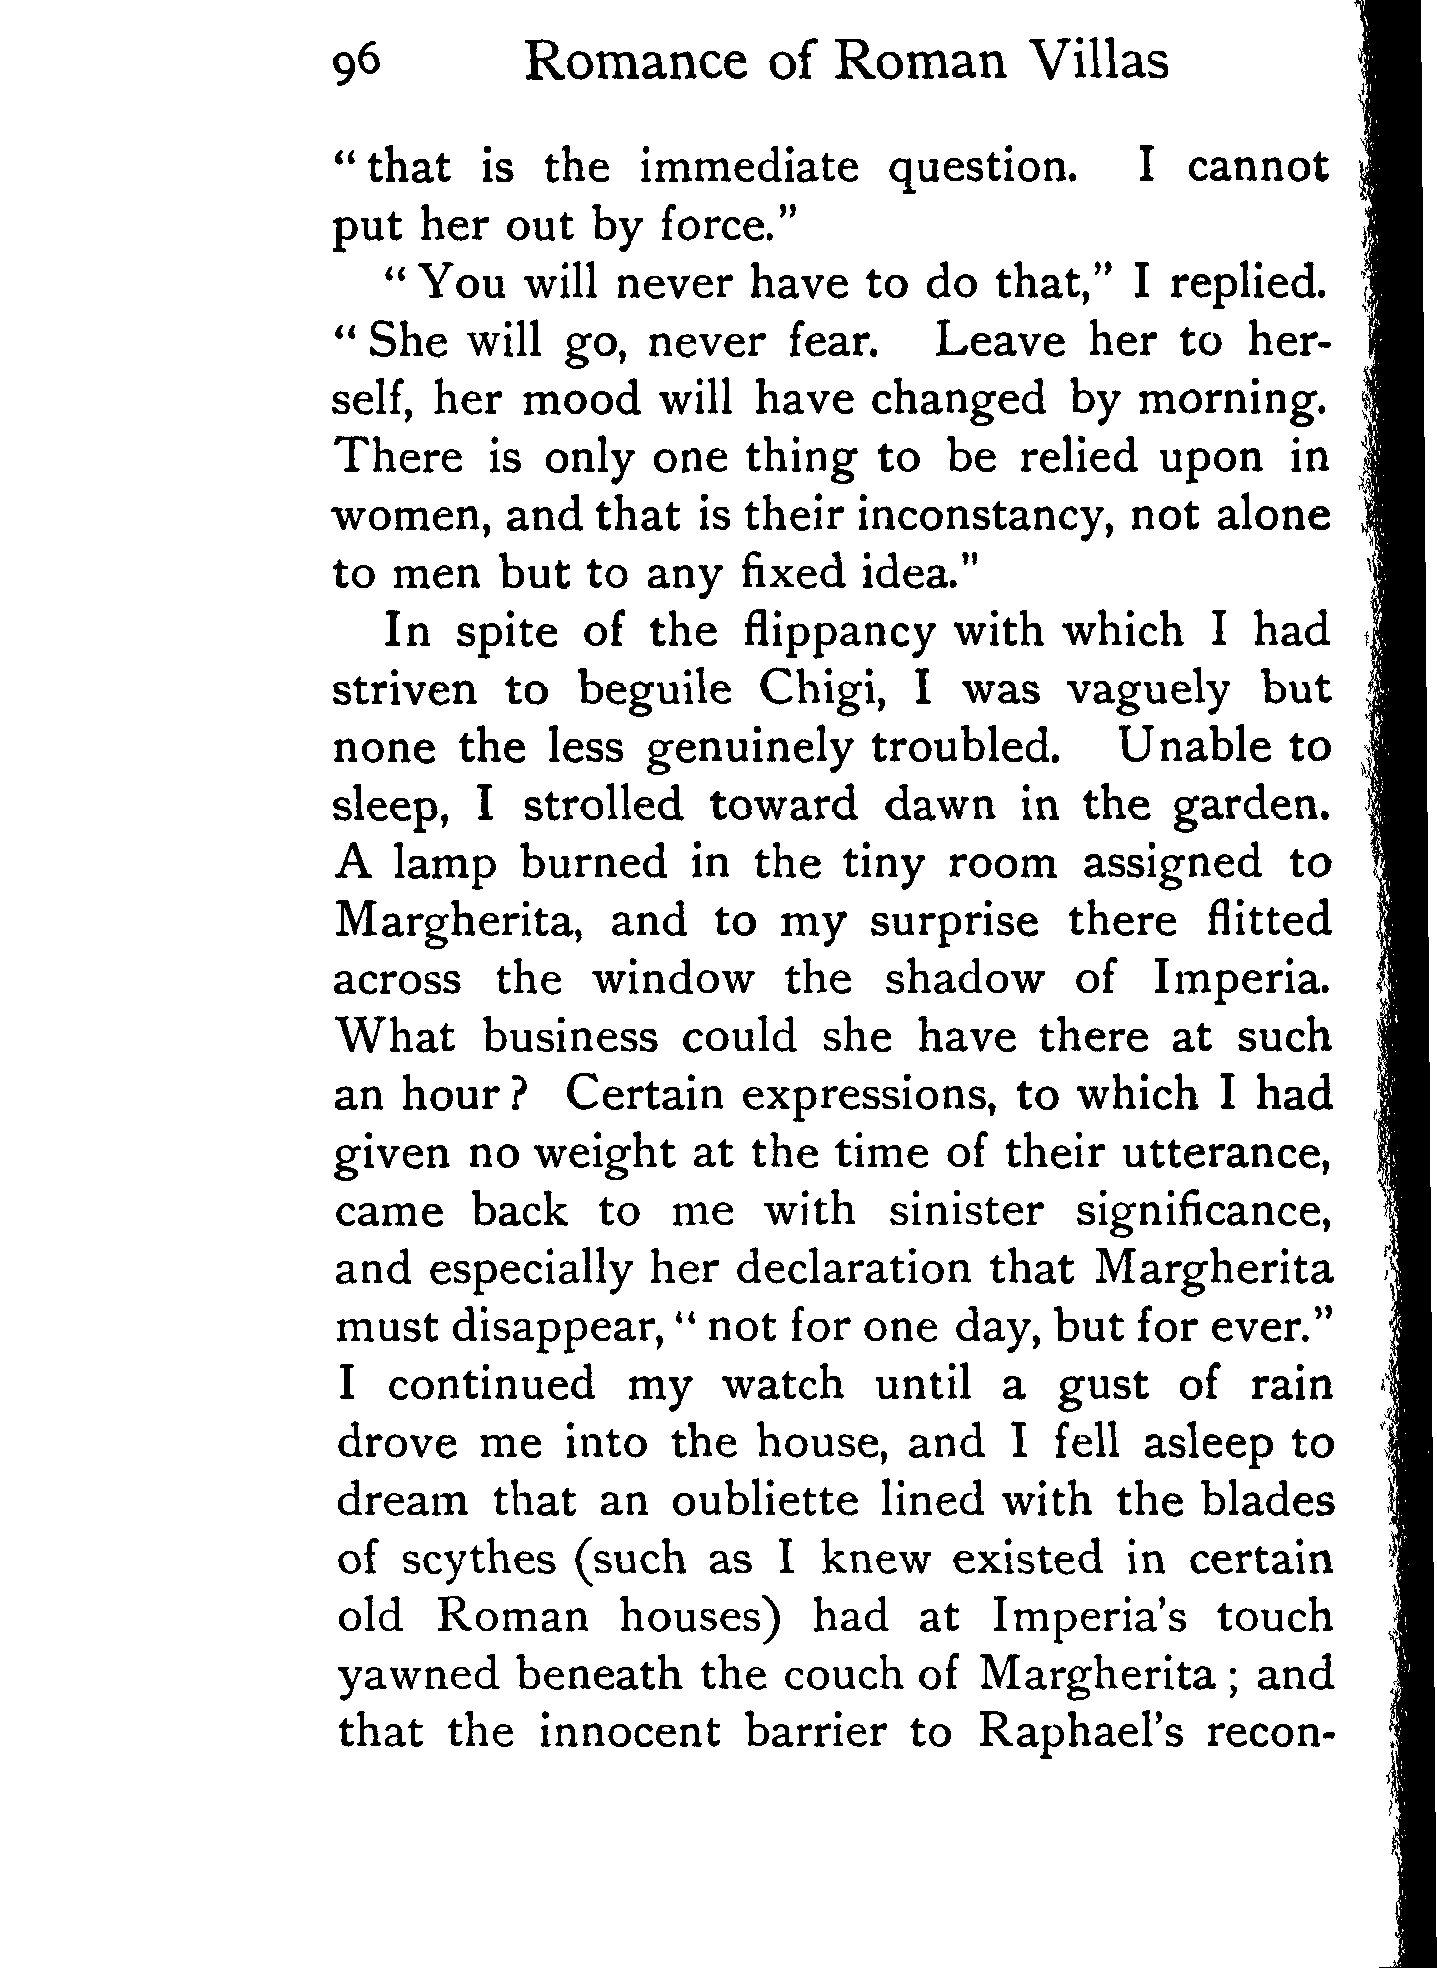 96 Romance of Roman Villas
“ that is the immediate question. I cannot
put her out by force.”
“ You will never have to do that,” I replied.
“ She will go, never fear. Leave her to her-
self, her mood will have changed by morning.
There is only one thing to be relied upon in
women, and that is their inconstancy, not alone
to men but to any fixed idea.”
In spite of the flippancy with which I had
striven to beguile Chigi, I was vaguely but
none the less genuinely troubled. Unable to
sleep, I strolled toward dawn in the garden.
A lamp burned in the tiny room assigned to
Margherita, and to my surprise there flitted
across the window the shadow of Imperia.
What business could she have there at such
an hour ? Certain expressions, to which I had
given no weight at the time of their utterance,
came back to me with sinister significance,
and especially her declaration that Margherita
must disappear, “ not for one day, but for ever.”
I continued my watch until a gust of rain
drove me into the house, and I fell asleep to
dream that an oubliette lined with the blades
of scythes (such as I knew existed in certain
old Roman houses) had at Imperia’s touch
yawned beneath the couch of Margherita ; and
that the innocent barrier to Raphael’s recon-